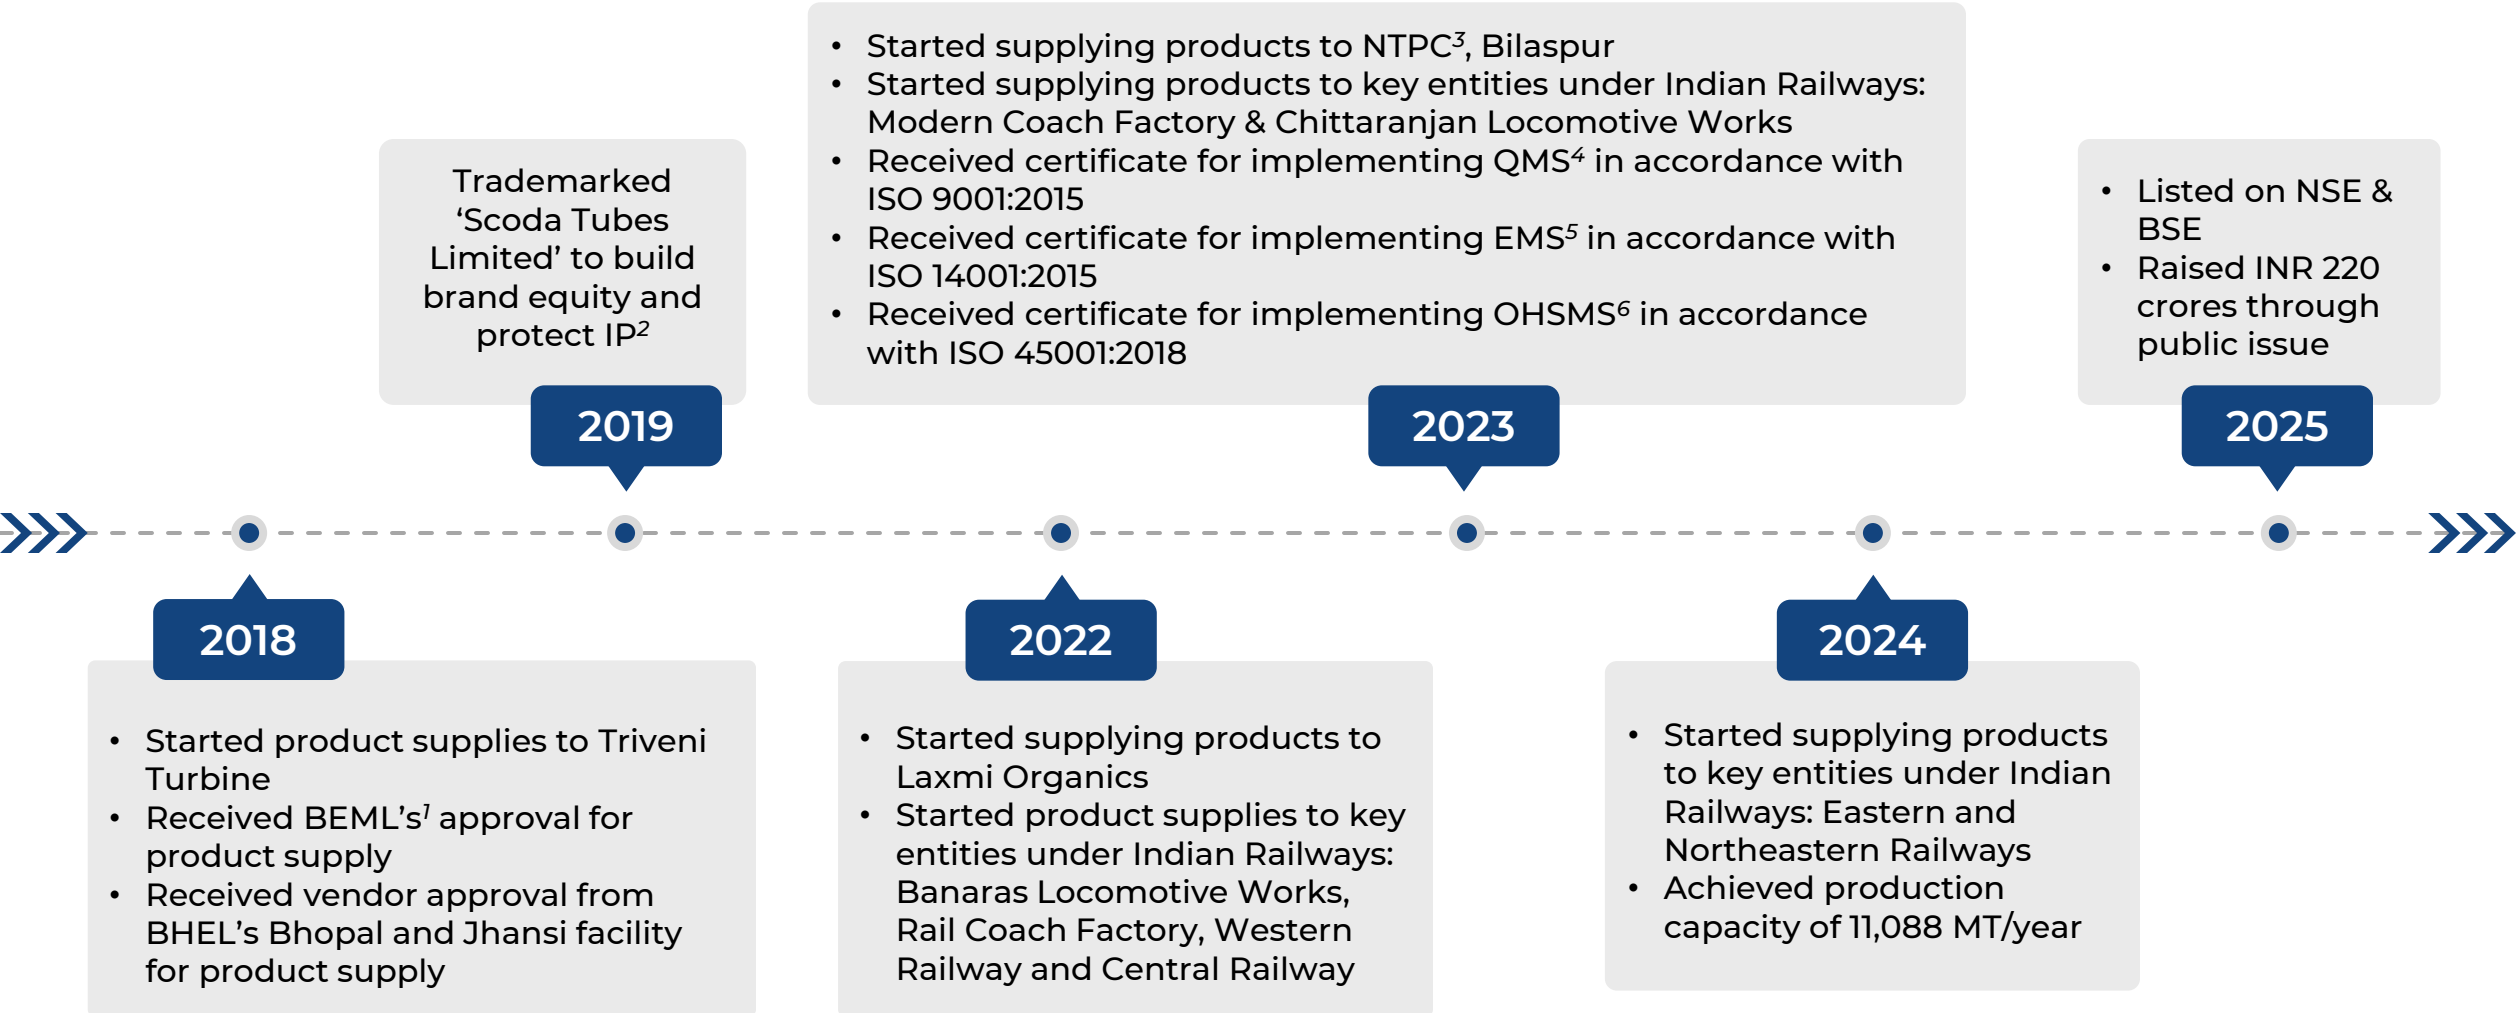 • Started supplying products to NTPC³, Bilaspur
• Started supplying products to key entities under Indian Railways:
Modern Coach Factory & Chittaranjan Locomotive Works
• Received certificate for implementing QMS⁴ in accordance with
ISO 9001:2015
• Received certificate for implementing EMS⁵ in accordance with
ISO 14001:2015
• Received certificate for implementing OHSMS⁶ in accordance
with ISO 45001:2018
Trademarked
‘Scoda Tubes
Limited’ to build
brand equity and
protect IP²
• Listed on NSE &
BSE
• Raised INR 220
crores through
public issue
2019
2023
2025
2018
2022
2024
• Started product supplies to Triveni
Turbine
• Received BEML’s¹ approval for
product supply
• Received vendor approval from
BHEL’s Bhopal and Jhansi facility
for product supply
• Started supplying products to
Laxmi Organics
• Started product supplies to key
entities under Indian Railways:
Banaras Locomotive Works,
Rail Coach Factory, Western
Railway and Central Railway
• Started supplying products
to key entities under Indian
Railways: Eastern and
Northeastern Railways
• Achieved production
capacity of 11,088 MT/year